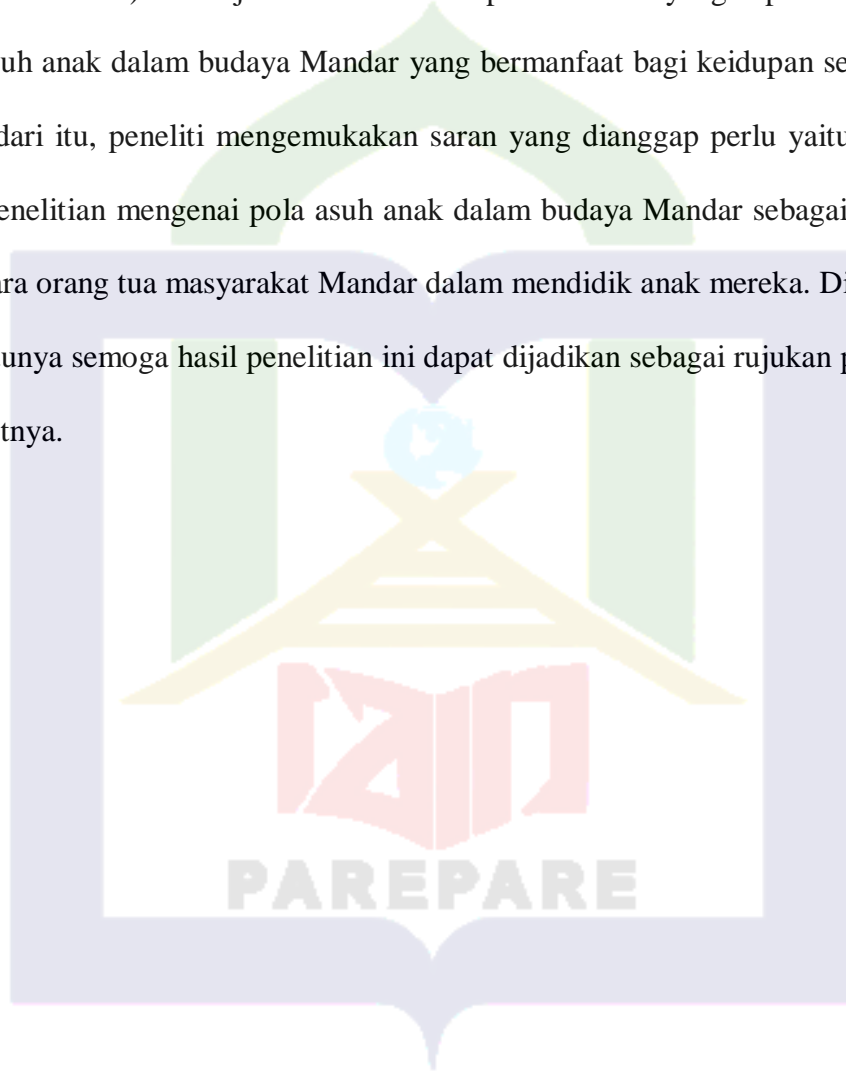 uh anak dalam budaya Mandar yang bermanfaat bagi keidupan se
dari itu, peneliti mengemukakan saran yang dianggap perlu yaitu
enelitian mengenai pola asuh anak dalam budaya Mandar sebagai
ara orang tua masyarakat Mandar dalam mendidik anak mereka. Di
unya semoga hasil penelitian ini dapat dijadikan sebagai rujukan p
tnya.
iain
PAREPARE